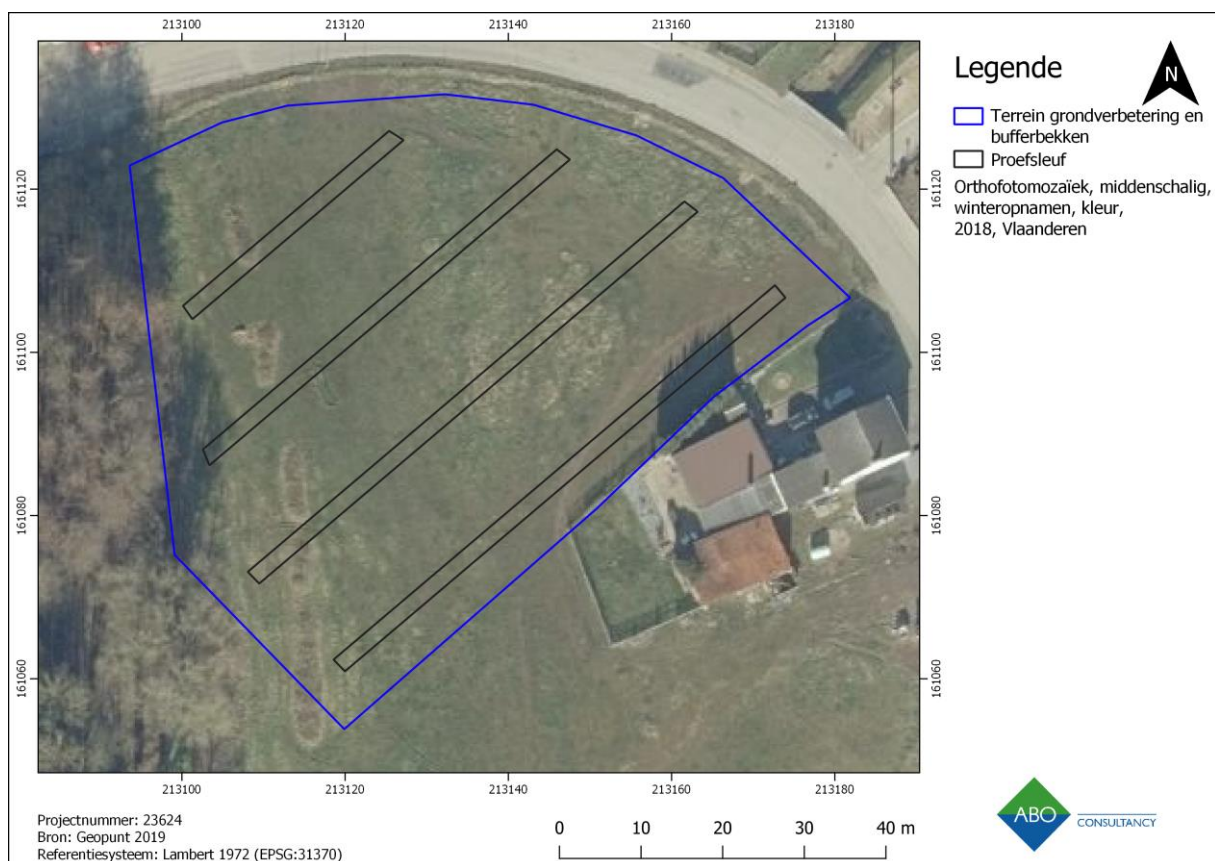 213100 213120 213140 213160 213180
161120 161120
161100 161100
161080 161080
161060 161060
213100 213120 213140 213160 213180
Legende
N
Terrein grondverbetering en
bufferbekken
Proefsleuf
Orthofotomozaïek, middenschalig,
winteropnamen, kleur,
2018, Vlaanderen
Projectnummer: 23624
Bron: Geopunt 2019
Referentiesysteem: Lambert 1972 (EPSG:31370)
0 10 20 30 40 m
ABO CONSULTANCY